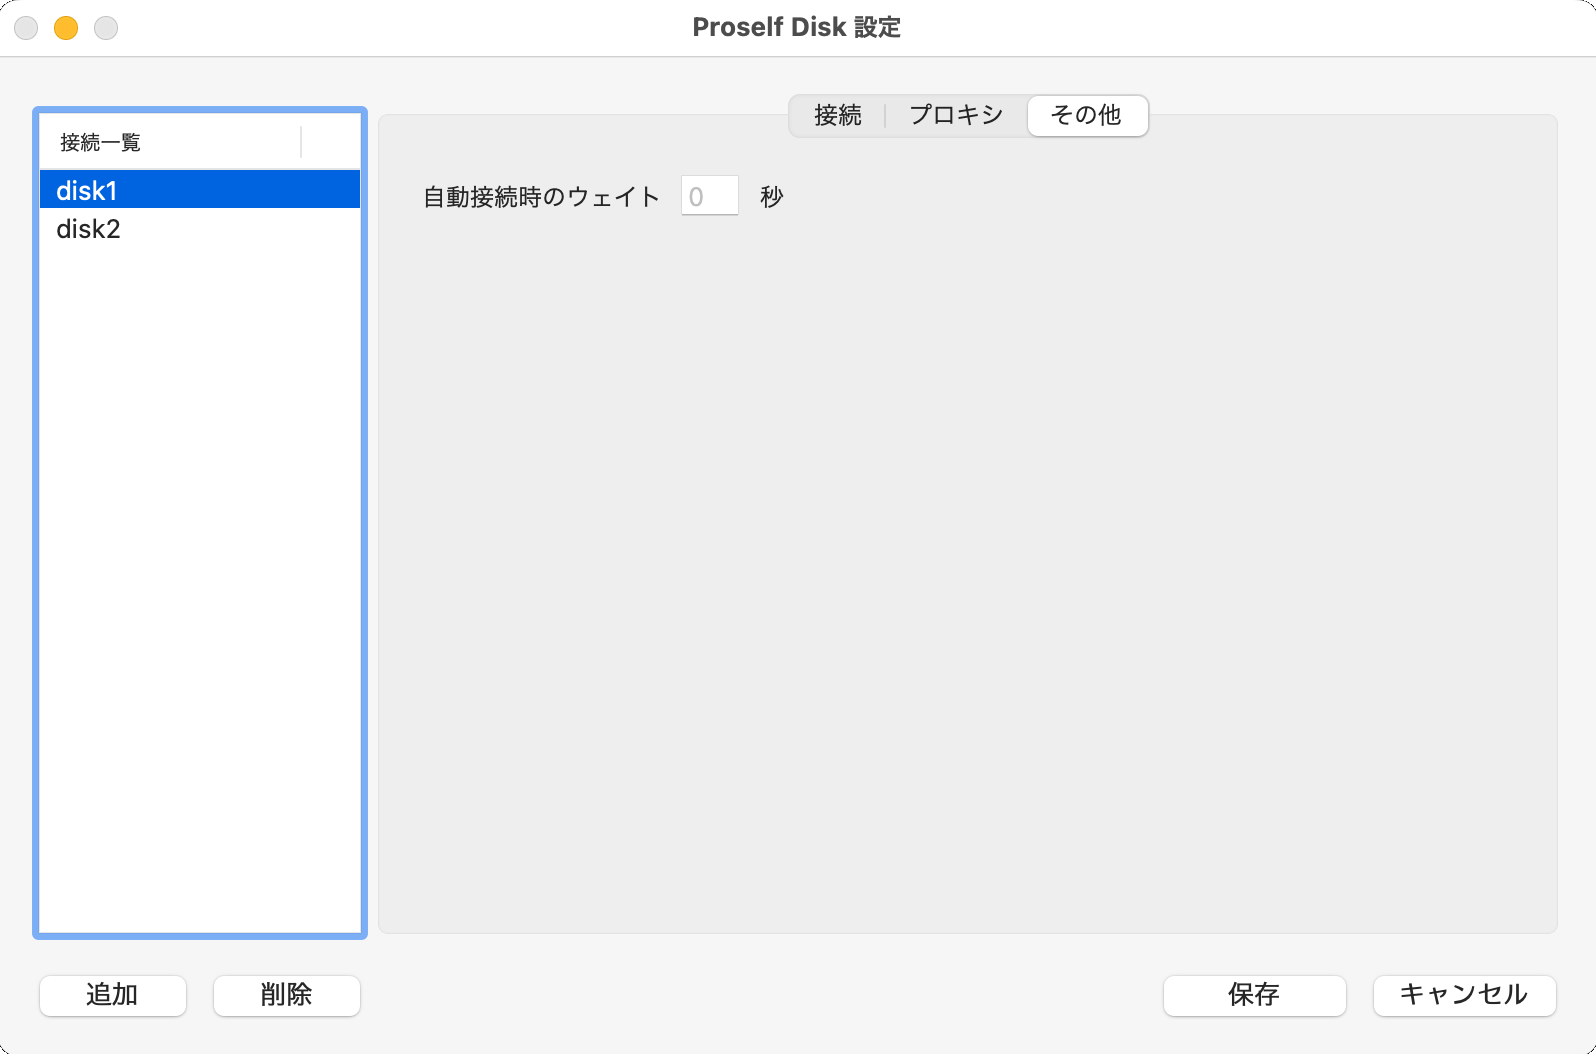 Proself Disk 設定
接続一覧
disk1
disk2
接続 プロキシ その他
自動接続時のウェイト 0 秒
追加 削除 保存 キャンセル